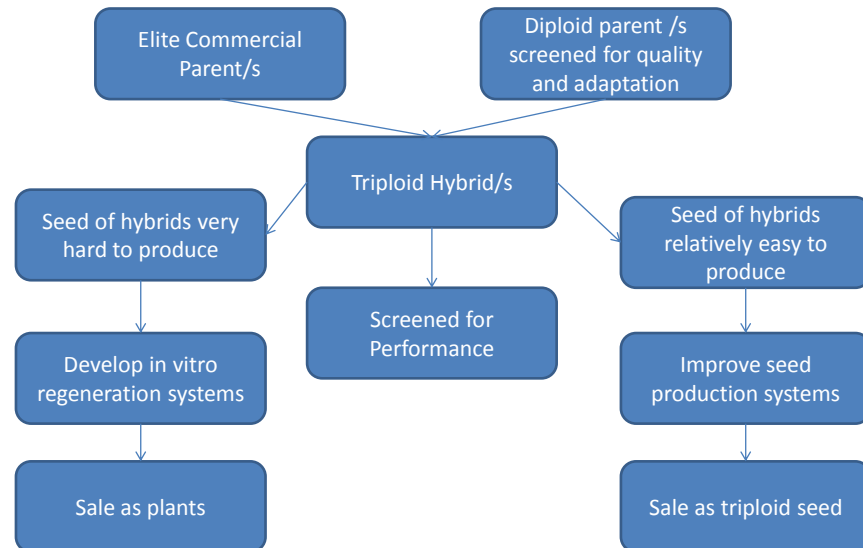 Elite Commercial
Parent/s
Diploid parent /s
screened for quality
and adaptation
Triploid Hybrid/s
Seed of hybrids very
hard to produce
Seed of hybrids
relatively easy to
produce
Screened for
Performance
Develop in vitro
regeneration systems
Improve seed
production systems
Sale as plants
Sale as triploid seed